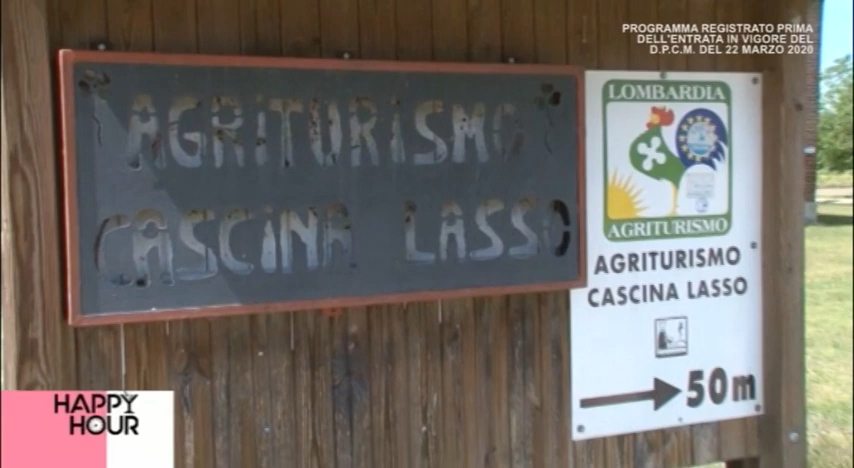 PROGRAMMA REGISTRATO PRIMA
DELL'ENTRATA IN VIGORE DEL
D.P.C.M. DEL 22 MARZO 2020
AGRITURISMO
CASCINA LASSO
LOMBARDIA
AGRITURISMO
AGRITURISMO
CASCINA LASSO
50m
HAPPY
HOUR